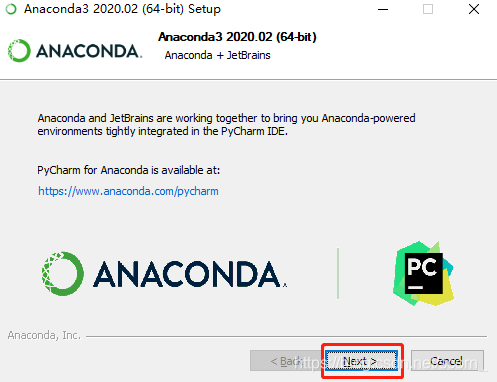 Anaconda3 2020.02 (64-bit) Setup
ANACONDA.
Anaconda3 2020.02 (64-bit)
Anaconda + JetBrains
Anaconda and JetBrains are working together to bring you Anaconda-powered
environments tightly integrated in the PyCharm IDE.
PyCharm for Anaconda is available at:
https://www.anaconda.com/pycharm
ANACONDA.
PC
Anaconda, Inc.
< Back
Next >
Cancel